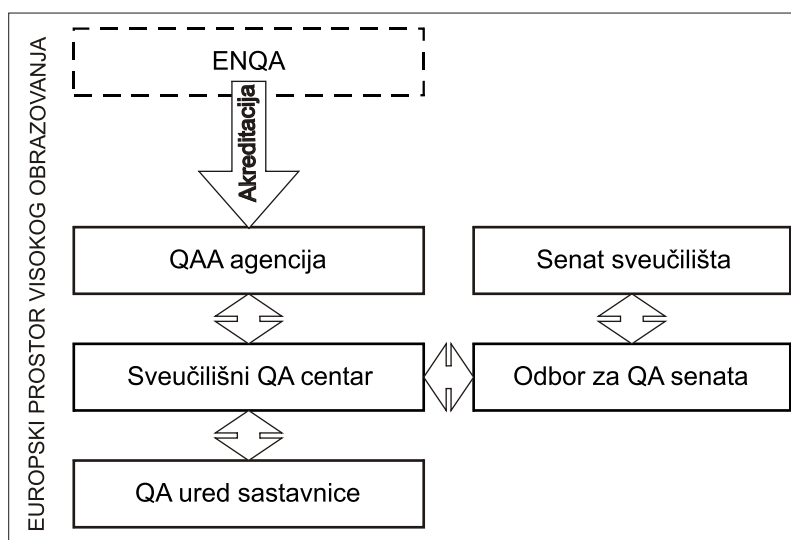 EUROPSKI PROSTOR VISOKOG OBRAZOVANJA
ENQA
Akreditacija
QAA agencija
Senat sveučilišta
Sveučilišni QA centar
Odbor za QA senata
QA ured sastavnice